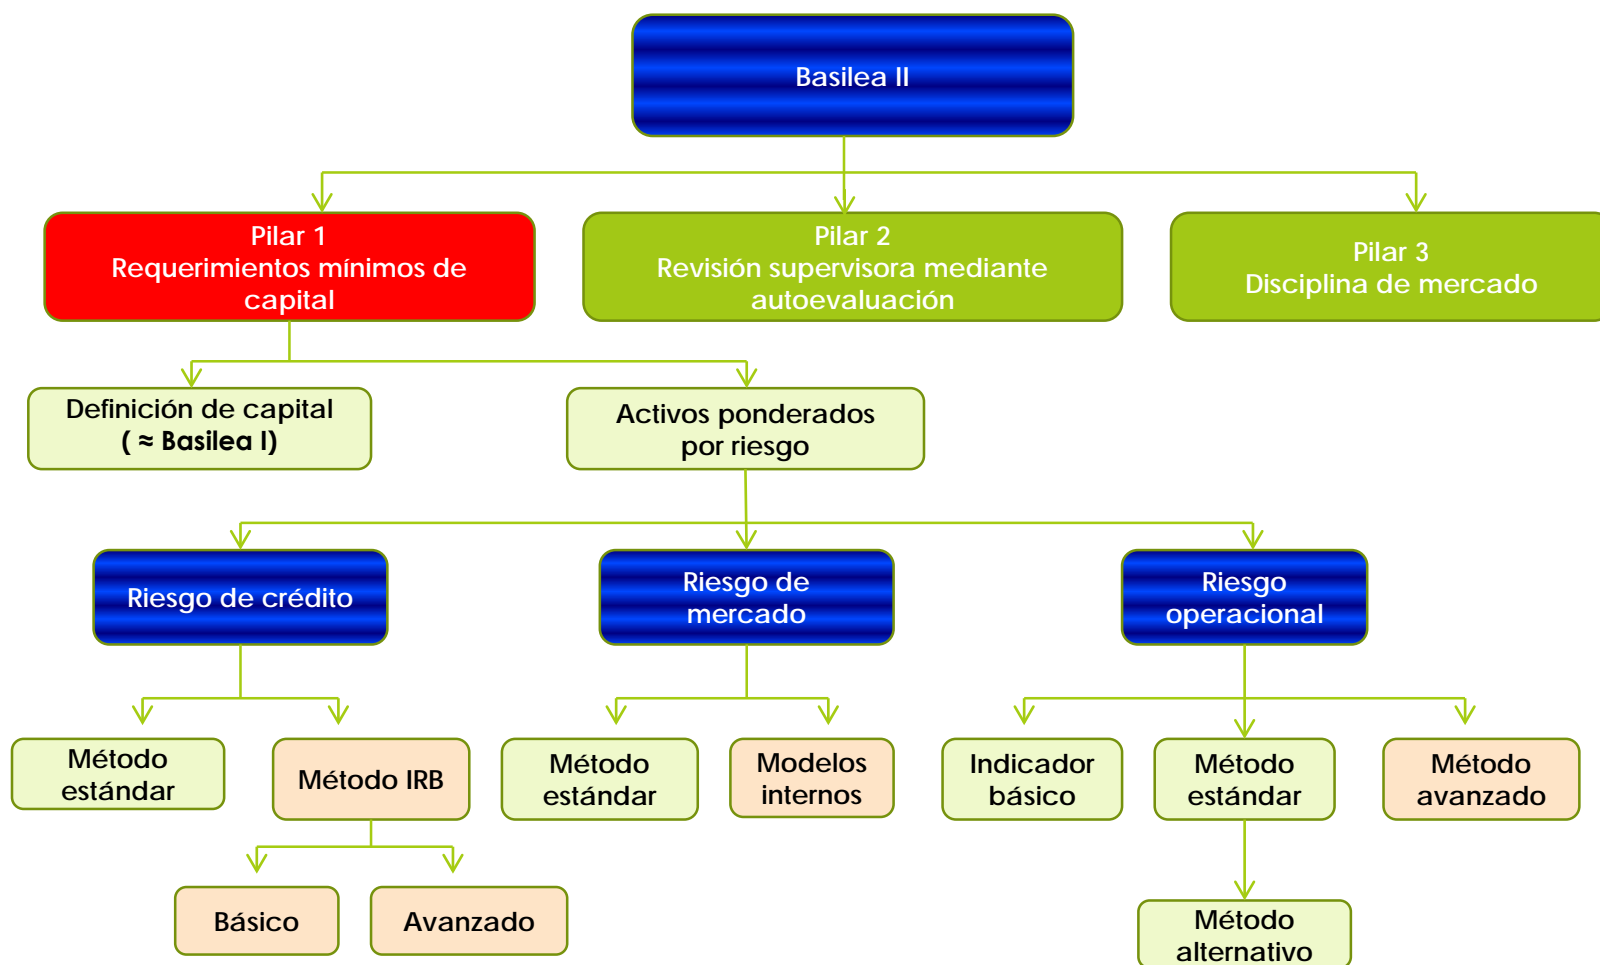 Basilea II
Pilar 1
Requerimientos mínimos de
capital
Pilar 2
Revisión supervisora mediante
autoevaluación
Pilar 3
Disciplina de mercado
Definición de capital
( ≈ Basilea I)
Activos ponderados
por riesgo
Riesgo de crédito
Riesgo de
mercado
Riesgo
operacional
Método
estándar
Método IRB
Método
estándar
Modelos
internos
Indicador
básico
Método
estándar
Método
avanzado
Básico
Avanzado
Método
alternativo